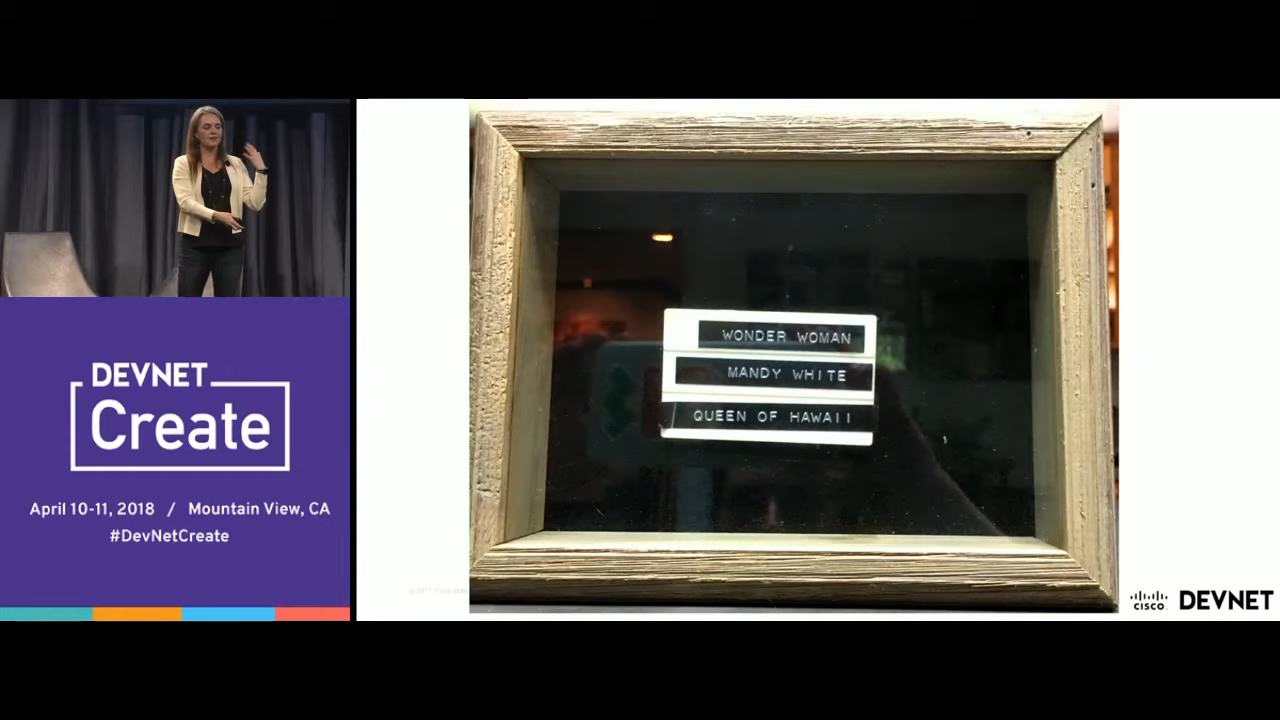 DEVNET
Create
April 10-11, 2018 / Mountain View, CA
#DevNetCreate
WONDER WOMAN
MANDY WHITE
QUEEN OF HAWAII
CISCO DEVNET